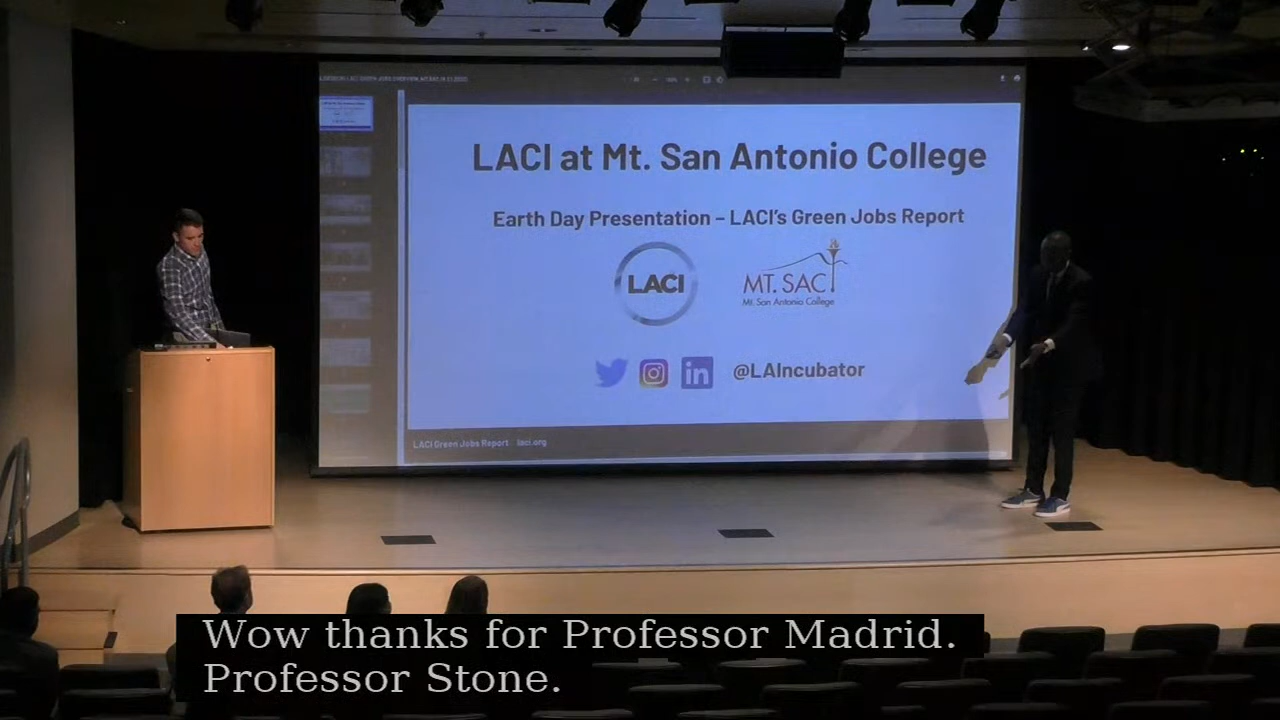 LACI at Mt. San Antonio College
Earth Day Presentation – LACI's Green Jobs Report
LACI
MT. SAC
Mt. San Antonio College
in
@LAIncubator
LACI Green Jobs Report laci.org
Wow thanks for Professor Madrid.
Professor Stone.